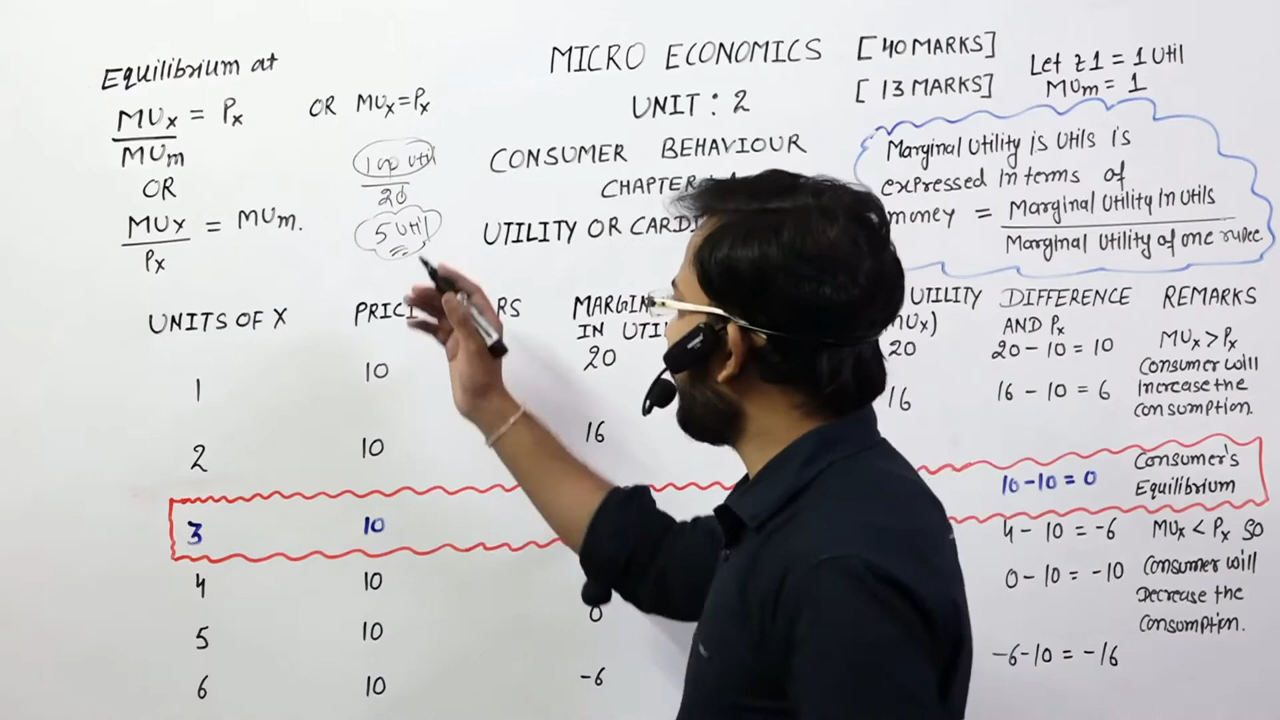 MICRO ECONOMICS [40 MARKS]
UNIT: 2 [13 MARKS]
CONSUMER BEHAVIOUR
CHAPTER
UTILITY OR
Equilibrium at
MUx / MUm = Px OR MUx = Px
OR
MUx / Px = MUm.
100 util
20
5 util
Let ₹1 = 1 Util
MUm = 1
Marginal Utility is Utils is
expressed in terms of
money = Marginal Utility in Utils
Marginal Utility of one rupee
UNITS OF X
1
2
3
4
5
6
10
10
10
10
10
10
RS
IN
20
16
0
-6
UTILITY
MUx)
20
16
DIFFERENCE
AND Px
20 - 10 = 10
16 - 10 = 6
10 - 10 = 0
4 - 10 = -6
0 - 10 = -10
-6 - 10 = -16
REMARKS
MUx > Px
Consumer will
increase the
consumption.
Consumer's
Equilibrium
MUx < Px so
Consumer will
Decrease the
Consumption.